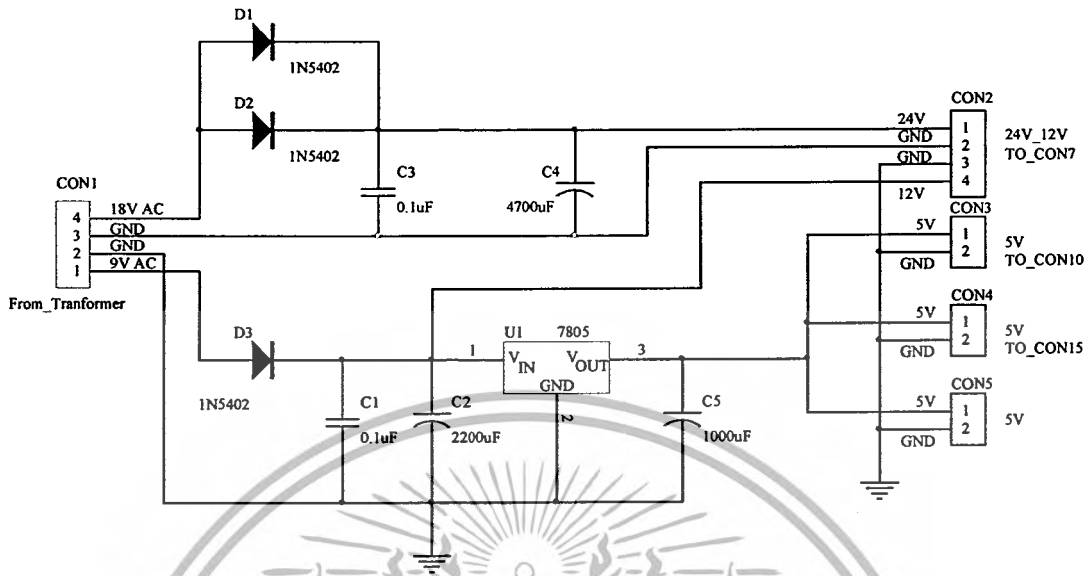 D1
1N5402
D2
1N5402
C3
0.1uF
C4
4700uF
CON1
4
3
2
1
18V AC
GND
GND
9V AC
From_Tranformer
D3
1N5402
C1
0.1uF
C2
2200uF
U1
7805
1
V IN
V OUT
3
GND
2
C5
1000uF
CON2
24V
GND
GND
12V
1
2
3
4
24V_12V
TO_CON7
CON3
5V
GND
1
2
5V
TO_CON10
CON4
5V
GND
1
2
5V
TO_CON15
CON5
5V
GND
1
2
5V